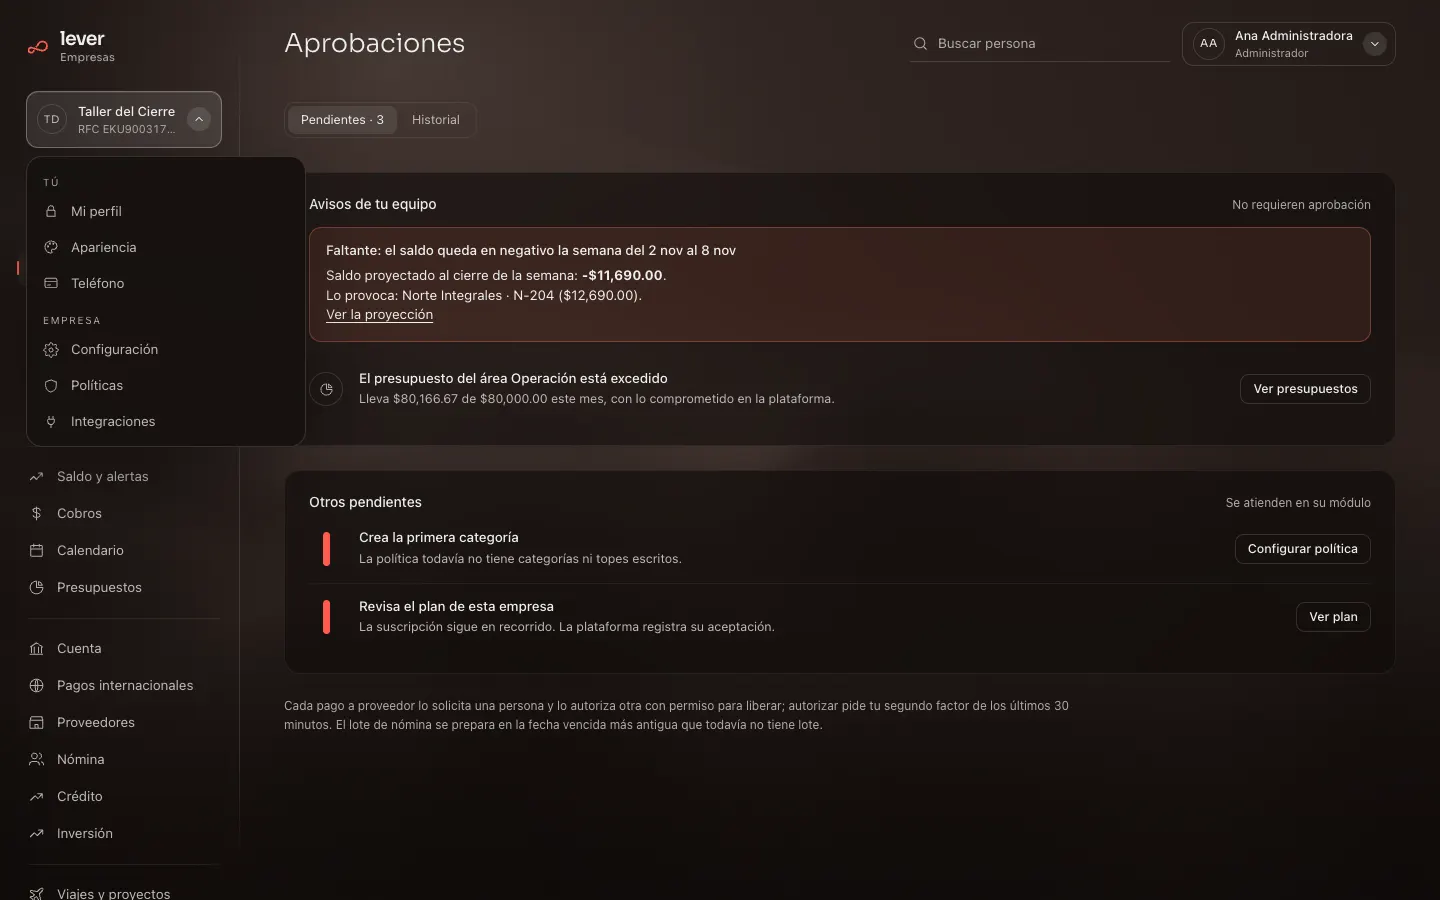 lever
Empresas
Aprobaciones
Buscar persona
AA
Ana Administradora
Administrador
TD
Taller del Cierre
RFC EKU900317...
Pendientes · 3
Historial
TÚ
Mi perfil
Apariencia
Teléfono
EMPRESA
Configuración
Políticas
Integraciones
Saldo y alertas
Cobros
Calendario
Presupuestos
Cuenta
Pagos internacionales
Proveedores
Nómina
Crédito
Inversión
Viajes y proyectos
Avisos de tu equipo
No requieren aprobación
Faltante: el saldo queda en negativo la semana del 2 nov al 8 nov
Saldo proyectado al cierre de la semana: -$11,690.00.
Lo provoca: Norte Integrales · N-204 ($12,690.00).
Ver la proyección
El presupuesto del área Operación está excedido
Lleva $80,166.67 de $80,000.00 este mes, con lo comprometido en la plataforma.
Ver presupuestos
Otros pendientes
Se atienden en su módulo
Crea la primera categoría
La política todavía no tiene categorías ni topes escritos.
Configurar política
Revisa el plan de esta empresa
La suscripción sigue en recorrido. La plataforma registra su aceptación.
Ver plan
Cada pago a proveedor lo solicita una persona y lo autoriza otra con permiso para liberar; autorizar pide tu segundo factor de los últimos 30
minutos. El lote de nómina se prepara en la fecha vencida más antigua que todavía no tiene lote.